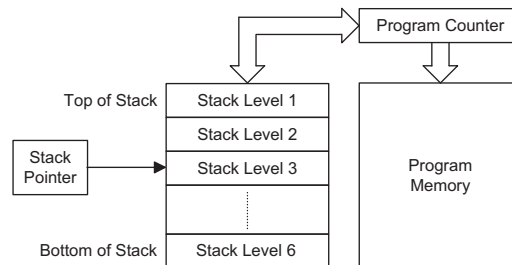 Program Counter
Top of Stack
Stack Level 1
Stack Level 2
Stack
Pointer
Stack Level 3
Program
Memory
Bottom of Stack
Stack Level 6